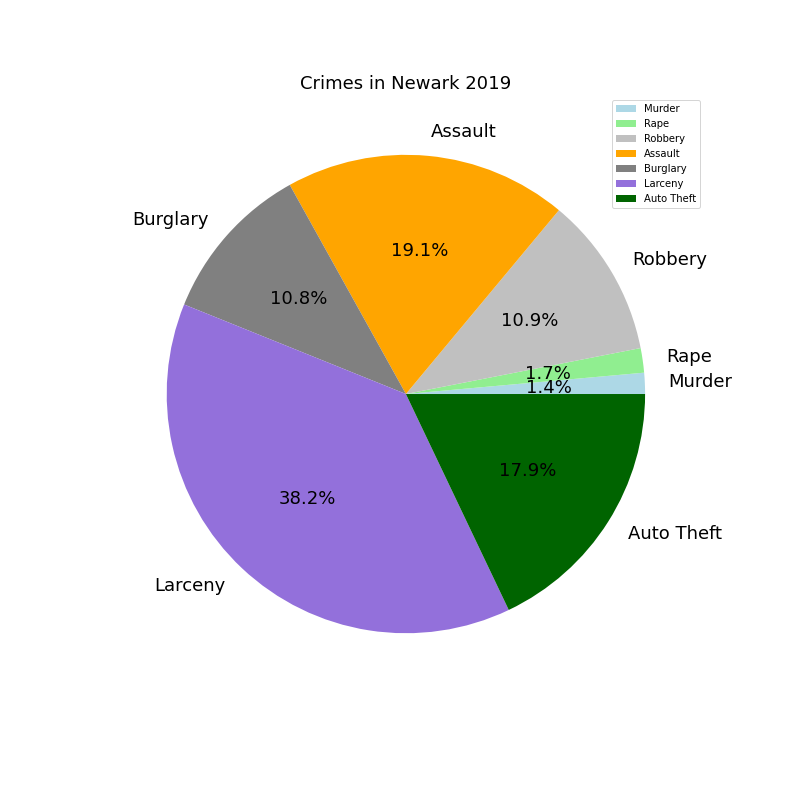 Crimes in Newark 2019
Murder
Rape
Robbery
Assault
Burglary
Larceny
Auto Theft
Assault
Burglary
Robbery
19.1%
10.8%
10.9%
Rape
1.7%
Murder
1.4%
17.9%
38.2%
Auto Theft
Larceny